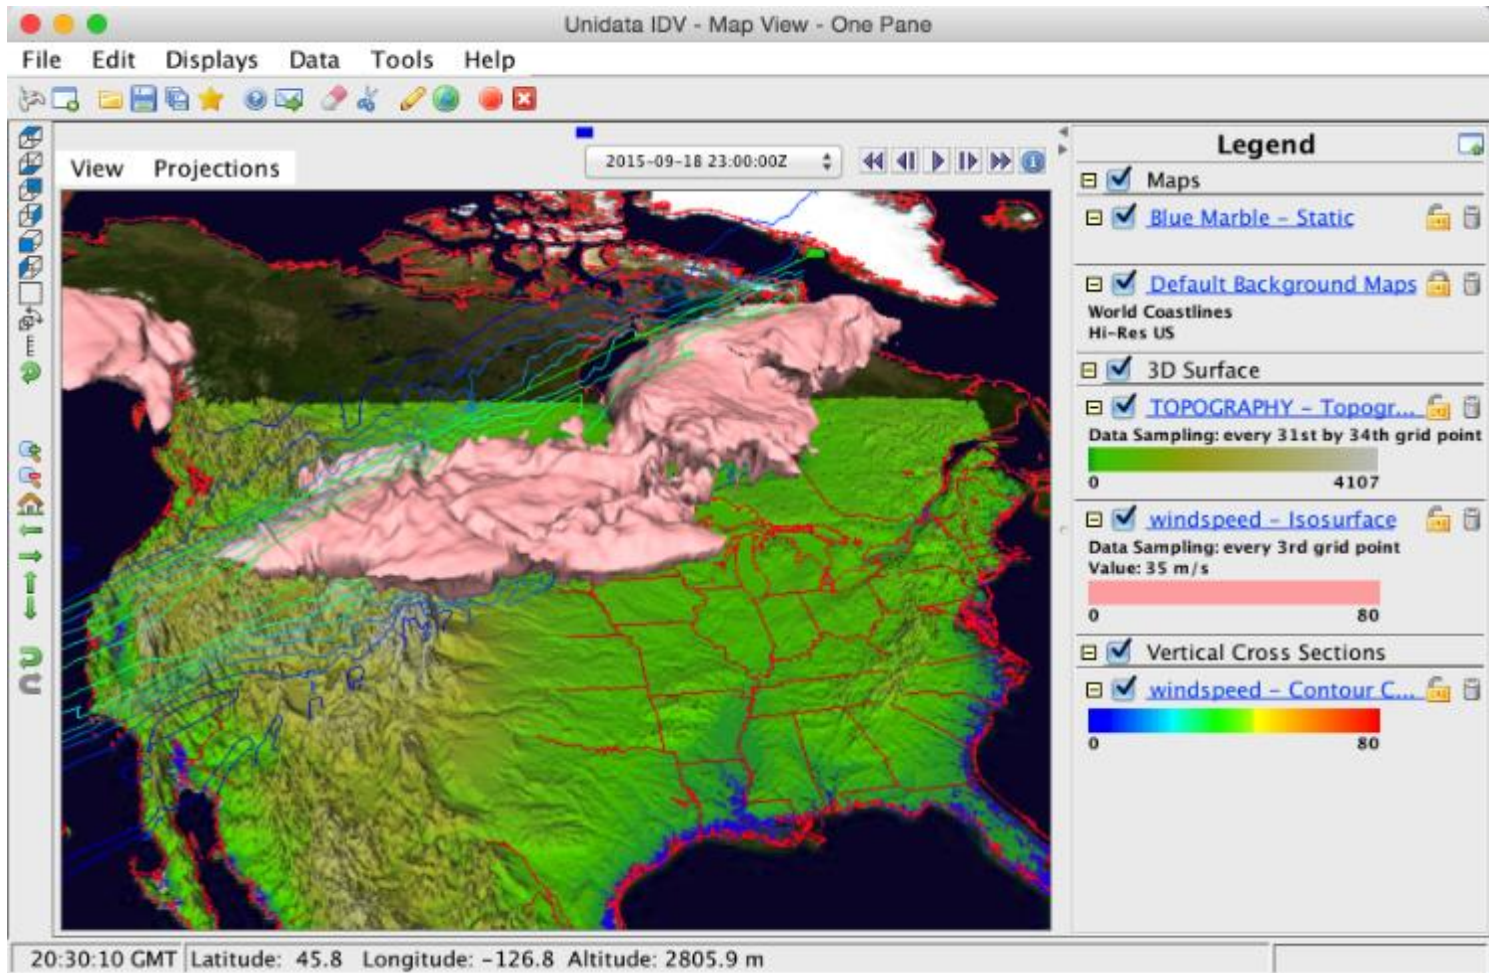 Unidata IDV - Map View - One Pane
File Edit Displays Data Tools Help
View Projections
2015-09-18 23:00:00Z
Legend
Maps
Blue Marble - Static
Default Background Maps
World Coastlines
Hi-Res US
3D Surface
TOPOGRAPHY - Topogr...
Data Sampling: every 31st by 34th grid point
0 4107
windspeed - Isosurface
Data Sampling: every 3rd grid point
Value: 35 m/s
0 80
Vertical Cross Sections
windspeed - Contour C...
0 80
20:30:10 GMT Latitude: 45.8 Longitude: -126.8 Altitude: 2805.9 m